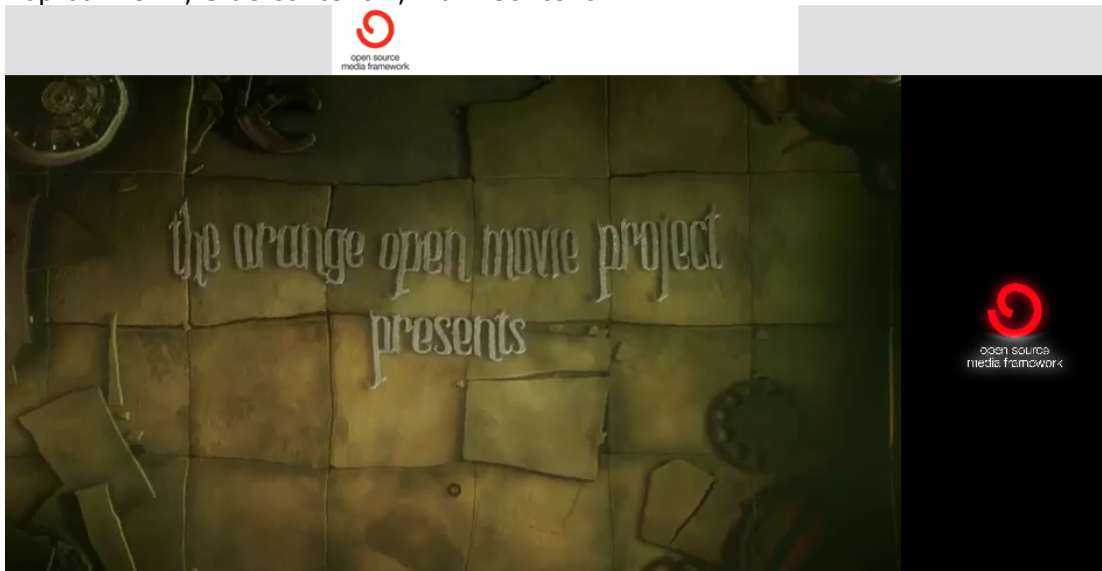 open source
media framework
the orange open movie project
presents
open source
media framework